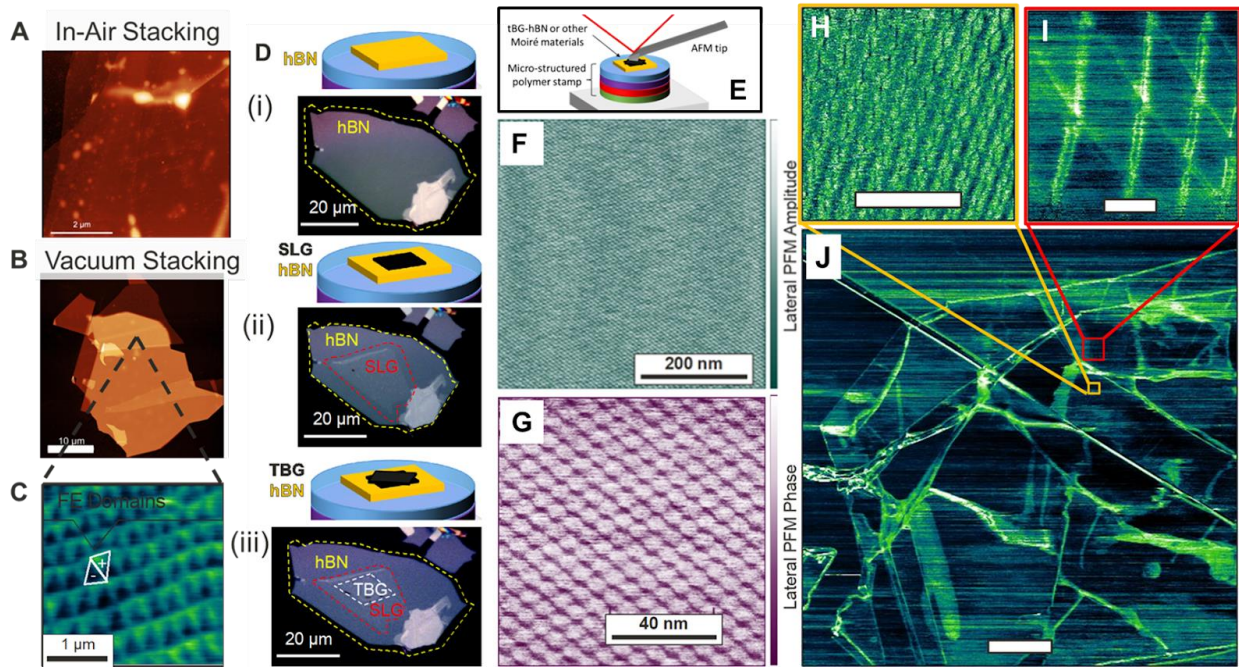 A
In-Air Stacking
2 µm
B
Vacuum Stacking
10 µm
C
FE Domains
+
-
1 µm
D
hBN
(i)
hBN
20 µm
SLG
hBN
(ii)
hBN
SLG
20 µm
TBG
hBN
(iii)
hBN
TBG
SLG
20 µm
tBG-hBN or other
Moiré materials
Micro-structured
polymer stamp
AFM tip
E
F
200 nm
Lateral PFM Amplitude
G
40 nm
Lateral PFM Phase
H
I
J